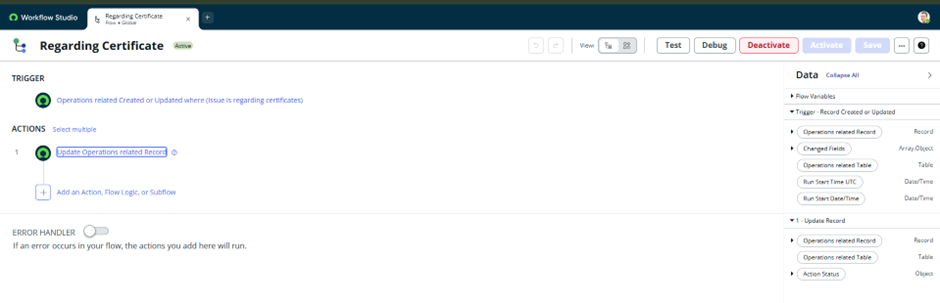 Workflow Studio
Regarding Certificate
Flow • Global
Regarding Certificate Active
View: Test Debug Deactivate Activate Save
TRIGGER
Operations related Created or Updated where (Issue is regarding certificates)
ACTIONS Select multiple
1 Update Operations related Record
Add an Action, Flow Logic, or Subflow
ERROR HANDLER
If an error occurs in your flow, the actions you add here will run.
Data Collapse All
Flow Variables
Trigger - Record Created or Updated
Operations related Record Record
Changed Fields Array.Object
Operations related Table Table
Run Start Time UTC Date/Time
Run Start Date/Time Date/Time
1 - Update Record
Operations related Record Record
Operations related Table Table
Action Status Object